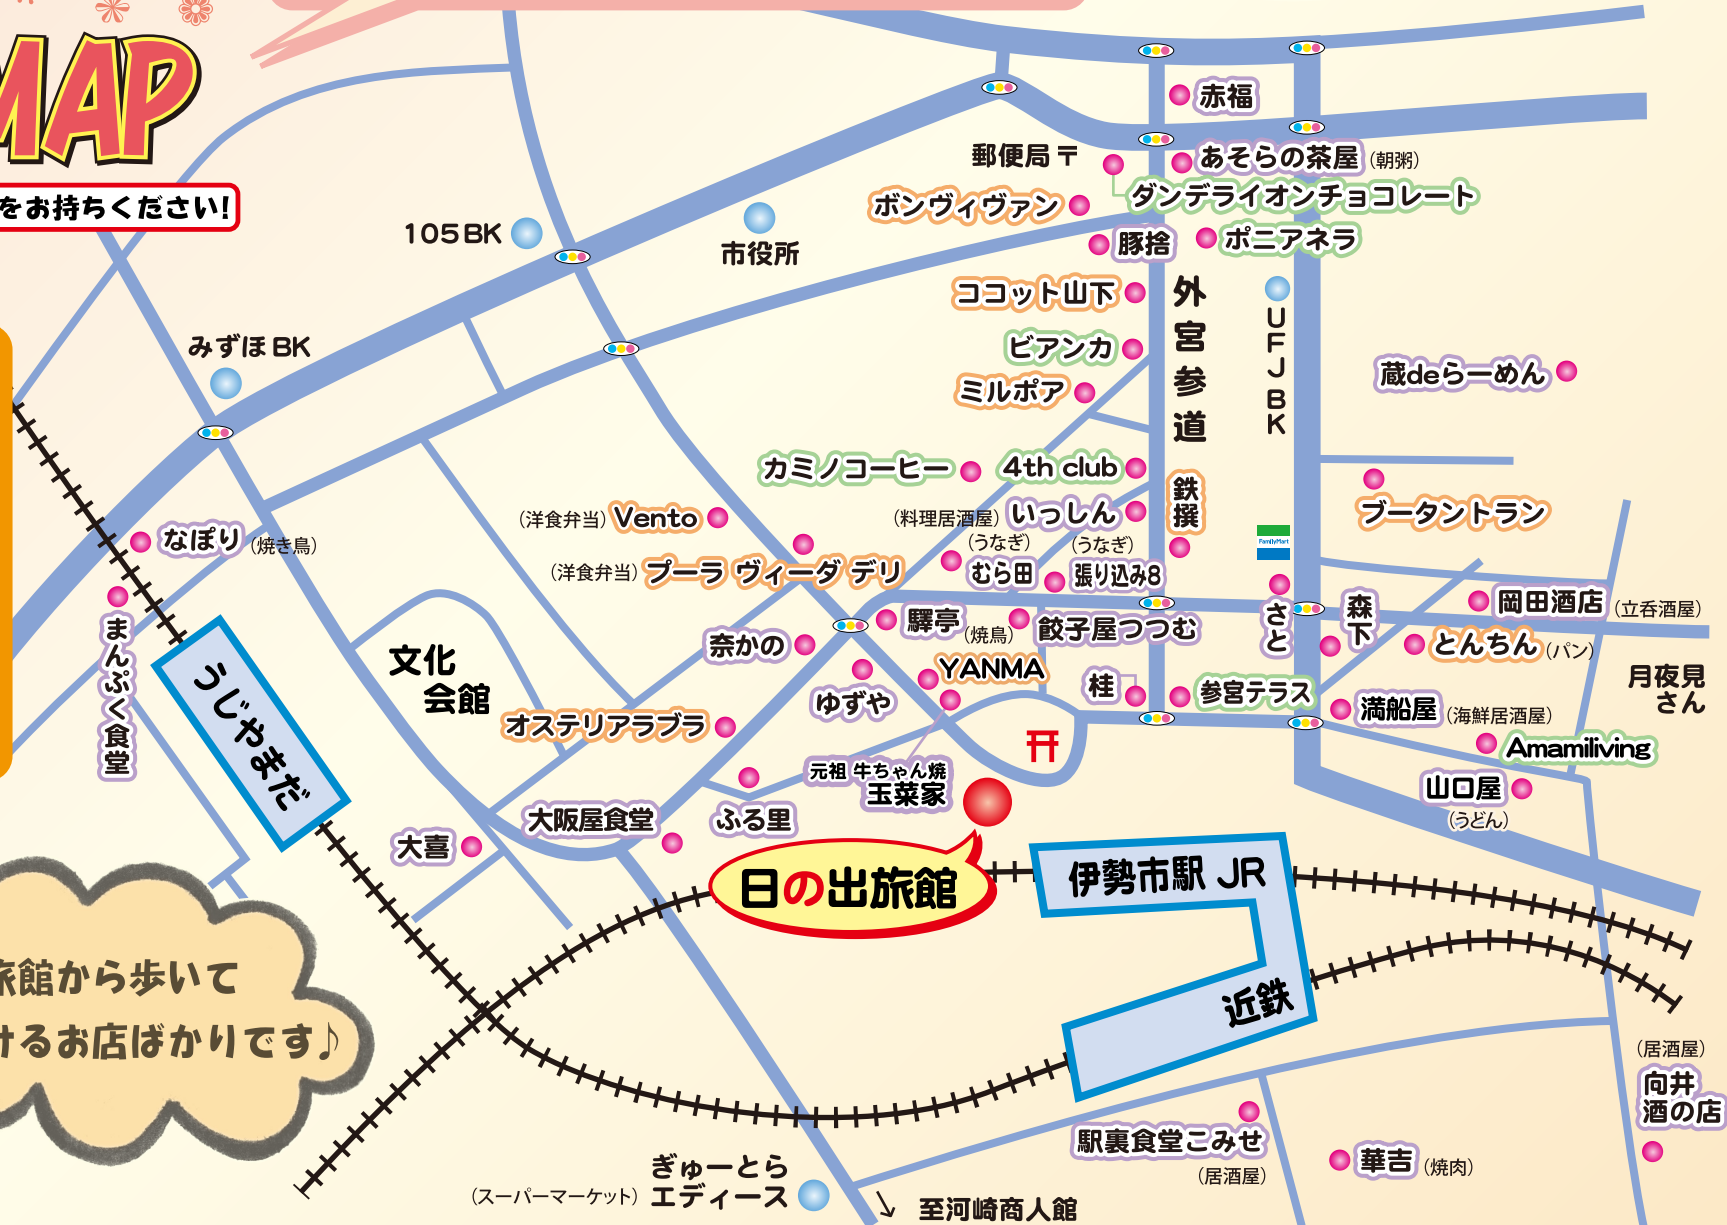 MAP
をお持ちください!
赤福
郵便局〒
あそらの茶屋(朝粥)
ダンデライオンチョコレート
ボンヴィヴァン
105BK
市役所
豚捨
ポニアネラ
ココット山下
外宮参道
UFJ BK
みずほBK
ビアンカ
ミルポア
蔵deらーめん
カミノコーヒー
4th club
鉄撰
(洋食弁当)Vento
(料理居酒屋)いっしん
ブータントラン
なぽり(焼き鳥)
(うなぎ)
むら田
(うなぎ)
張り込み8
FamilyMart
(洋食弁当)プーラ ヴィーダ デリ
まんぷく食堂
驛亭
(焼鳥)
餃子屋つつむ
さと
森下
岡田酒店(立呑酒屋)
とんちん(パン)
奈かの
文化
会館
YANMA
桂
参宮テラス
月夜見
さん
うじやまだ
ゆずや
オステリアラブラ
満船屋(海鮮居酒屋)
Amamiliving
元祖 牛ちゃん焼
玉菜家
山口屋
(うどん)
大阪屋食堂
ふる里
大喜
日の出旅館
伊勢市駅 JR
近鉄
旅館から歩いて
けるお店ばかりです♪
(居酒屋)
向井
酒の店
駅裏食堂こみせ
(居酒屋)
華吉(焼肉)
(スーパーマーケット)
ぎゅーとら
エディース
至河崎商人館